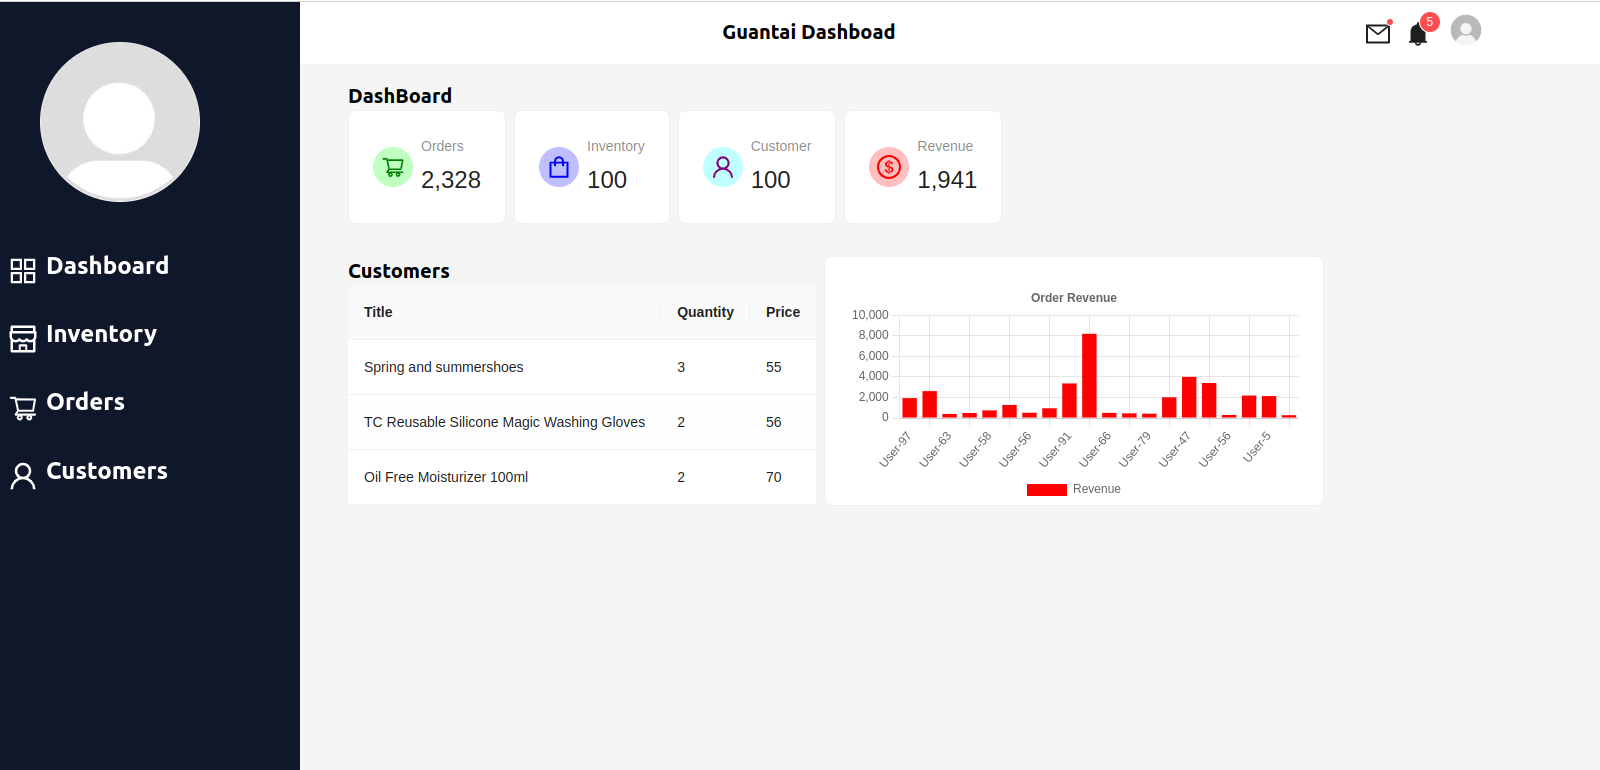 Guantai Dashboad
5
Dashboard
Inventory
Orders
Customers
DashBoard
Orders
2,328
Inventory
100
Customer
100
Revenue
1,941
Customers
Title Quantity Price
Spring and summershoes 3 55
TC Reusable Silicone Magic Washing Gloves 2 56
Oil Free Moisturizer 100ml 2 70
Order Revenue
10,000
8,000
6,000
4,000
2,000
0
User-97 User-63 User-58 User-56 User-91 User-66 User-79 User-47 User-56 User-5
Revenue